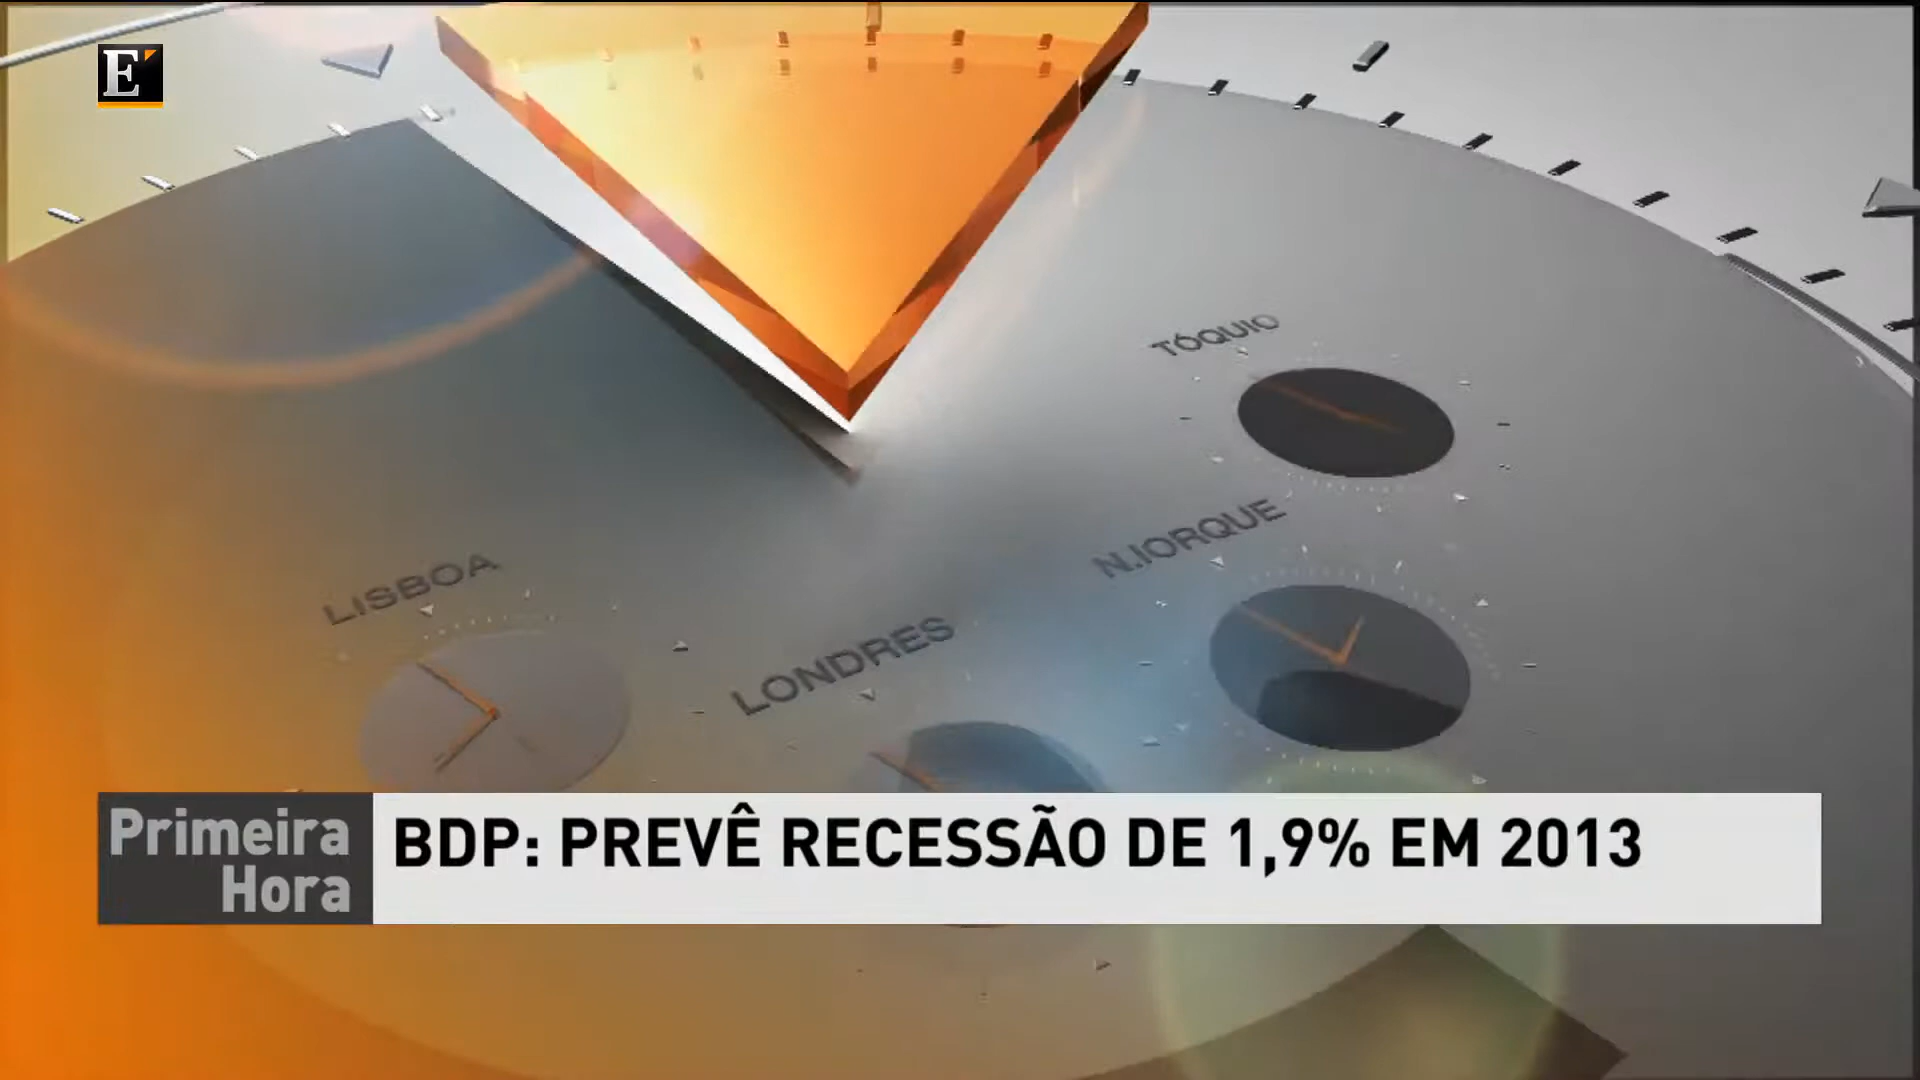 E´
TÓQUIO
N.IORQUE
LISBOA
LONDRES
Primeira
Hora
BDP: PREVÊ RECESSÃO DE 1,9% EM 2013